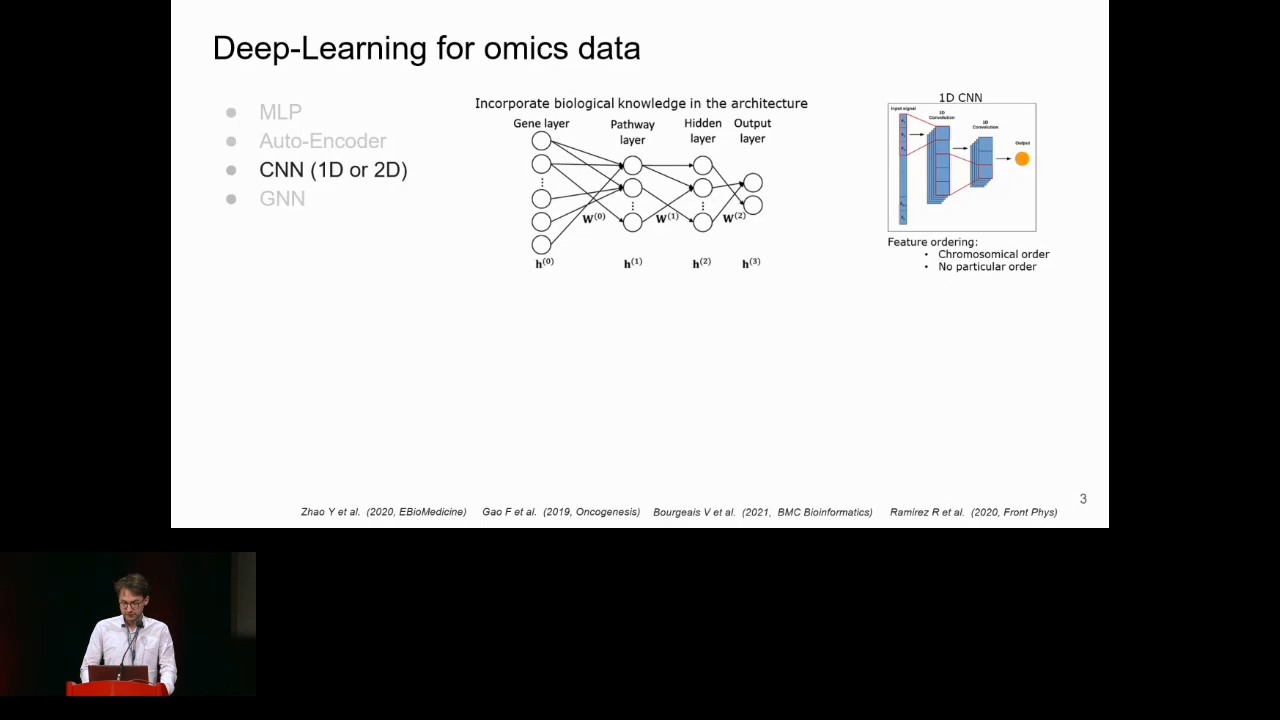 Deep-Learning for omics data
MLP
Auto-Encoder
CNN (1D or 2D)
GNN
Incorporate biological knowledge in the architecture
Gene layer
Pathway
layer
Hidden
layer
Output
layer
W(0)
W(1)
W(2)
h(0)
h(1)
h(2)
h(3)
1D CNN
Input signal
1D
Convolution
1D
Convolution
Output
Feature ordering:
• Chromosomical order
• No particular order
3
Zhao Y et al. (2020, EBioMedicine) Gao F et al. (2019, Oncogenesis) Bourgeais V et al. (2021, BMC Bioinformatics) Ramirez R et al. (2020, Front Phys)